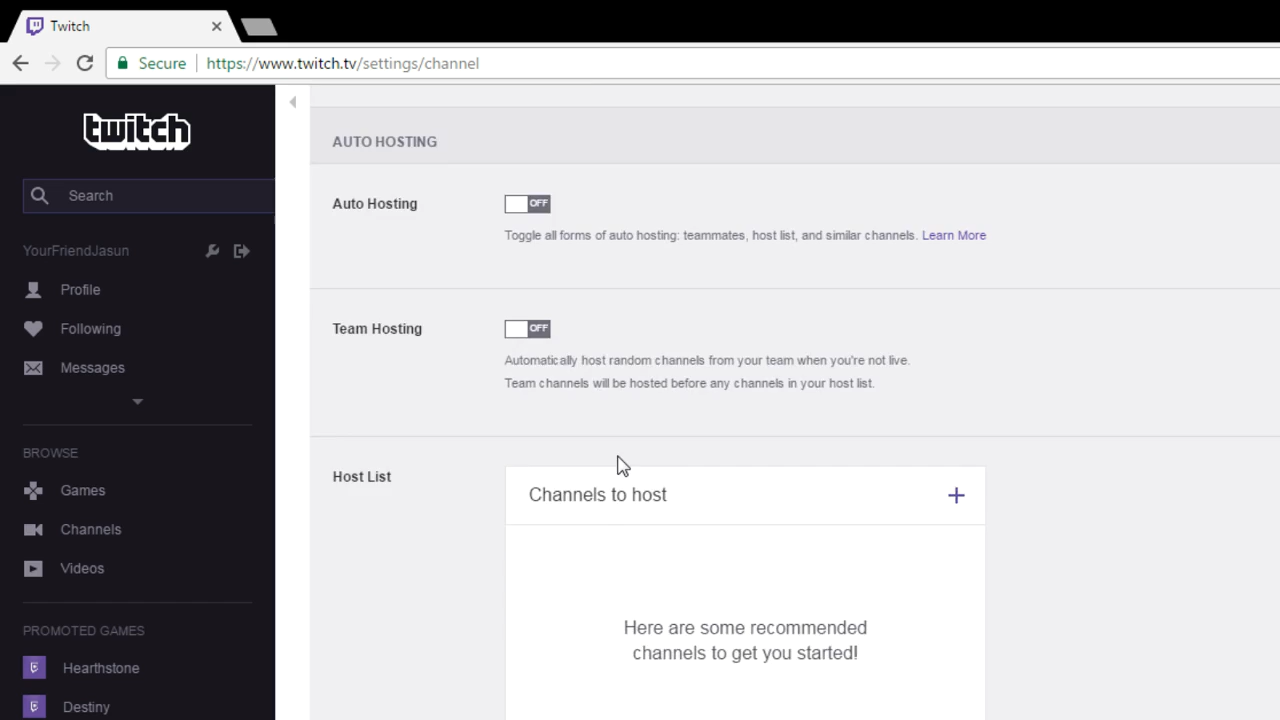 Twitch
Secure https://www.twitch.tv/settings/channel
twitch
Search
YourFriendJasun
Profile
Following
Messages
BROWSE
Games
Channels
Videos
PROMOTED GAMES
Hearthstone
Destiny
AUTO HOSTING
Auto Hosting
OFF
Toggle all forms of auto hosting: teammates, host list, and similar channels. Learn More
Team Hosting
OFF
Automatically host random channels from your team when you're not live.
Team channels will be hosted before any channels in your host list.
Host List
Channels to host
Here are some recommended
channels to get you started!